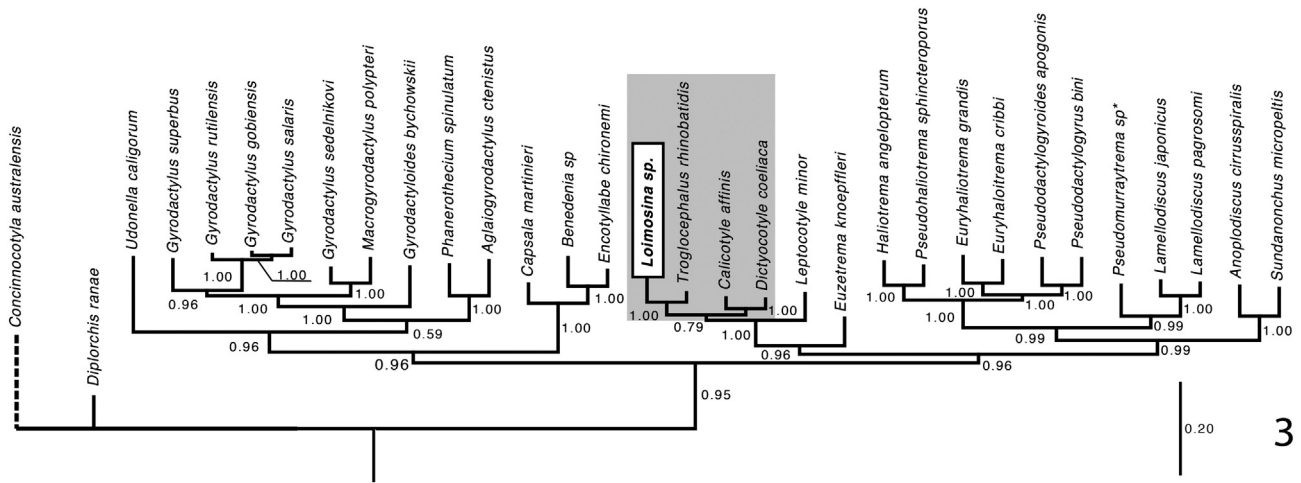 Concinnocotyla australensis
Diplorchis ranae
Udonella caligorum
Gyrodactylus superbus
Gyrodactylus rutilensis
Gyrodactylus gobiensis
Gyrodactylus salaris
Gyrodactylus sedelnikovi
Macrogyrodactylus polypteri
Gyrodactyloides bychowskii
Phanerothecium spinulatum
Aglaiogyrodactylus ctenistus
Capsala martinieri
Benedenia sp
Encotyllabe chironemi
Loimosina sp.
Troglocephalus rhinobatidis
Calicotyle affinis
Dictyocotyle coeliaca
Leptocotyle minor
Euzetrema knoepffleri
Haliotrema angelopterum
Pseudohaliotrema sphincteroporus
Euryhaliotrema grandis
Euryhaloitrema cribbi
Pseudodactylogyroides apogonis
Pseudodactylogyrus bini
Pseudomurraytrema sp*
Lamellodiscus japonicus
Lamellodiscus pagrosomi
Anoplodiscus cirrusspiralis
Sundanonchus micropeltis
1.00
1.00
0.96
1.00
1.00
1.00
1.00
0.59
0.96
1.00
1.00
0.96
1.00
0.79
1.00
1.00
0.96
1.00
1.00
1.00
1.00
1.00
0.99
1.00
0.99
1.00
0.99
0.96
0.95
0.20
3